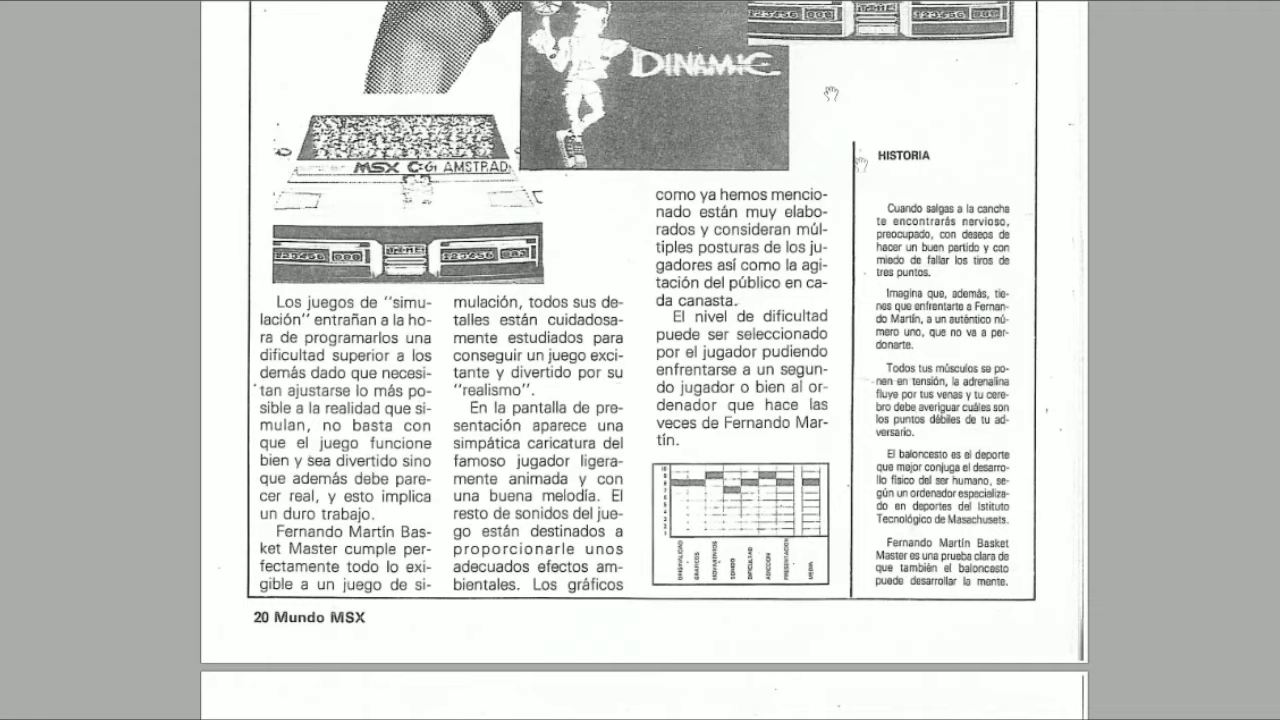 DINAMIC
MSX C-G AMSTRAD
123456 000
123456
Los juegos de "simu-
lación" entrañan a la ho-
ra de programarlos una
dificultad superior a los
demás dado que necesi-
tan ajustarse lo más po-
sible a la realidad que si-
mulan, no basta con
que el juego funcione
bien y sea divertido sino
que además debe pare-
cer real, y esto implica
un duro trabajo.
Fernando Martín Bas-
ket Master cumple per-
fectamente todo lo exi-
gible a un juego de si-
mulación, todos sus de-
talles están cuidadosa-
mente estudiados para
conseguir un juego exci-
tante y divertido por su
"realismo".
En la pantalla de pre-
sentación aparece una
simpática caricatura del
famoso jugador ligera-
mente animada y con
una buena melodía. El
resto de sonidos del jue-
go están destinados a
proporcionarle unos
adecuados efectos am-
bientales. Los gráficos
como ya hemos mencio-
nado están muy elabo-
rados y consideran múl-
tiples posturas de los ju-
gadores así como la agi-
tación del público en ca-
da canasta.
El nivel de dificultad
puede ser seleccionado
por el jugador pudiendo
enfrentarse a un segun-
do jugador o bien al or-
denador que hace las
veces de Fernando Mar-
tín.
ORIGINALIDAD
GRAFICOS
MOVIMIENTOS
SONIDO
DIFICULTAD
ADICCION
PRESENTACION
MEDIA
HISTORIA
Cuando salgas a la cancha
te encontrarás nervioso,
preocupado, con deseos de
hacer un buen partido y con
miedo de fallar los tiros de
tres puntos.
Imagina que, además, tie-
nes que enfrentarte a Fernan-
do Martín, a un auténtico nú-
mero uno, que no va a per-
donarte.
Todos tus músculos se po-
nen en tensión, la adrenalina
fluye por tus venas y tu cere-
bro debe averiguar cuáles son
los puntos débiles de tu ad-
versario.
El baloncesto es el deporte
que mejor conjuga el desarro-
llo físico del ser humano, se-
gún un ordenador especializa-
do en deportes del Istituto
Tecnológico de Masachusets.
Fernando Martín Basket
Master es una prueba clara de
que también el baloncesto
puede desarrollar la mente.
20 Mundo MSX